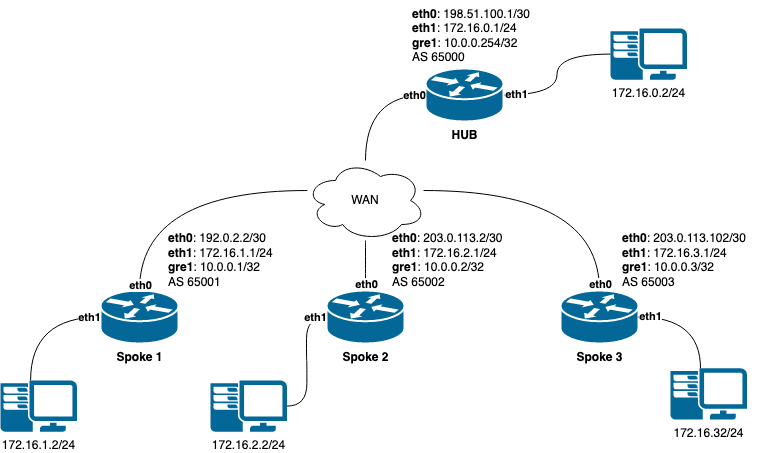 eth0: 198.51.100.1/30
eth1: 172.16.0.1/24
gre1: 10.0.0.254/32
AS 65000
eth0
eth1
HUB
172.16.0.2/24
WAN
eth0: 192.0.2.2/30
eth1: 172.16.1.1/24
gre1: 10.0.0.1/32
AS 65001
eth0
eth1
Spoke 1
172.16.1.2/24
eth0: 203.0.113.2/30
eth1: 172.16.2.1/24
gre1: 10.0.0.2/32
AS 65002
eth0
eth1
Spoke 2
172.16.2.2/24
eth0: 203.0.113.102/30
eth1: 172.16.3.1/24
gre1: 10.0.0.3/32
AS 65003
eth0
eth1
Spoke 3
172.16.32/24